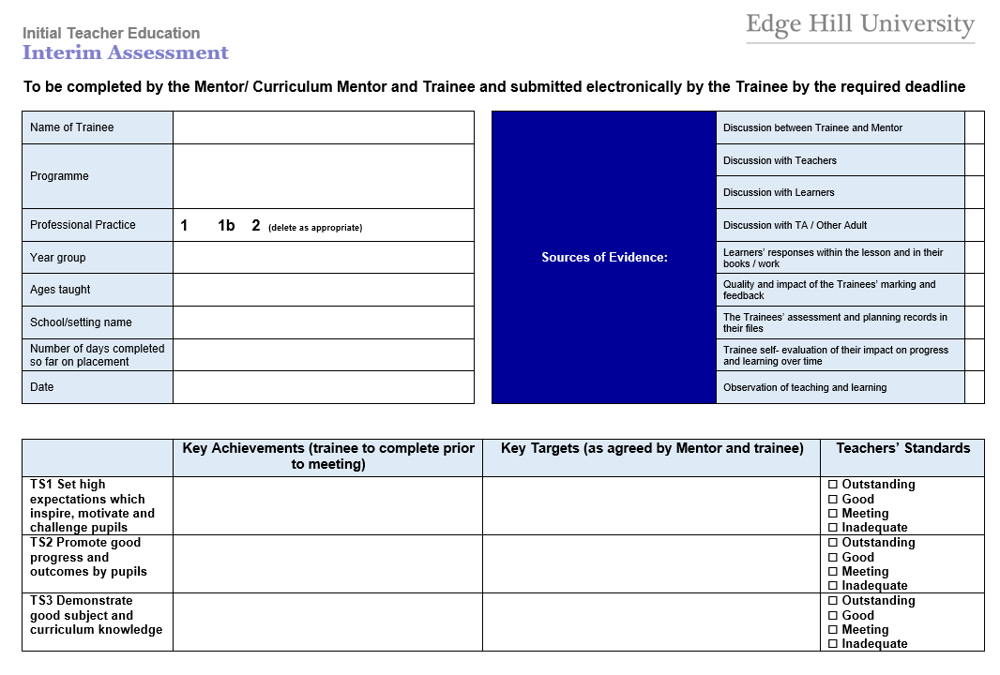 Edge Hill University
Initial Teacher Education
Interim Assessment
To be completed by the Mentor/ Curriculum Mentor and Trainee and submitted electronically by the Trainee by the required deadline
Name of Trainee
Programme
Professional Practice
1 1b 2 (delete as appropriate)
Year group
Ages taught
School/setting name
Number of days completed
so far on placement
Date
Sources of Evidence:
Discussion between Trainee and Mentor
Discussion with Teachers
Discussion with Learners
Discussion with TA / Other Adult
Learners' responses within the lesson and in their
books / work
Quality and impact of the Trainees' marking and
feedback
The Trainees' assessment and planning records in
their files
Trainee self- evaluation of their impact on progress
and learning over time
Observation of teaching and learning
Key Achievements (trainee to complete prior
to meeting)
Key Targets (as agreed by Mentor and trainee)
Teachers' Standards
TS1 Set high
expectations which
inspire, motivate and
challenge pupils
☐ Outstanding
☐ Good
☐ Meeting
☐ Inadequate
TS2 Promote good
progress and
outcomes by pupils
☐ Outstanding
☐ Good
☐ Meeting
☐ Inadequate
TS3 Demonstrate
good subject and
curriculum knowledge
☐ Outstanding
☐ Good
☐ Meeting
☐ Inadequate